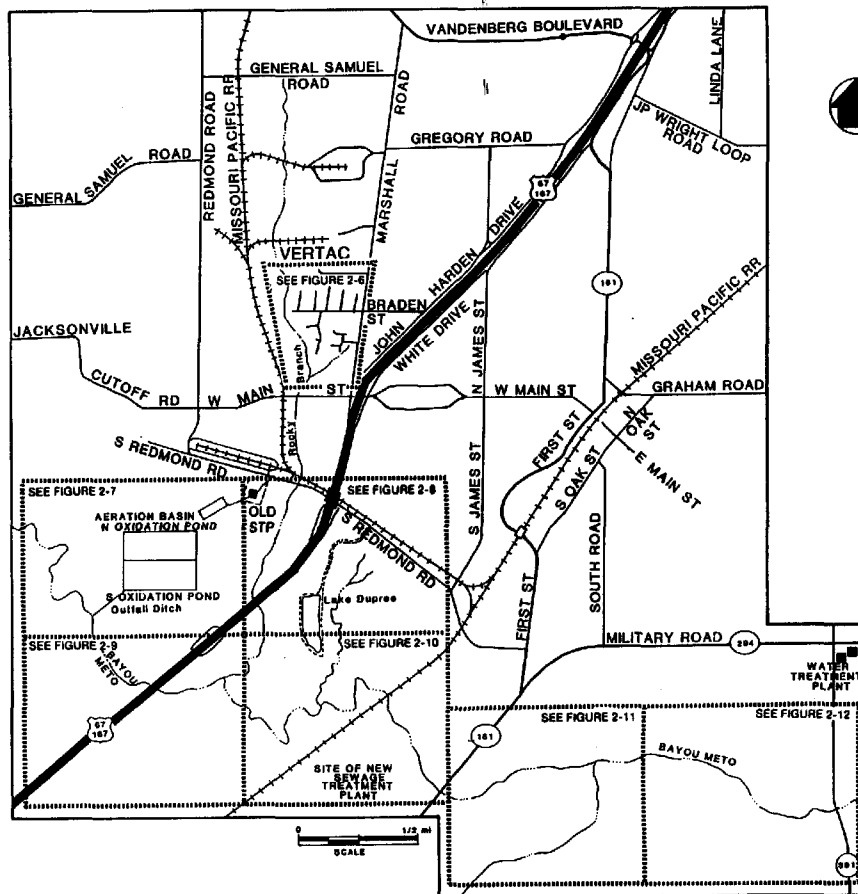 VANDENBERG BOULEVARD
LINDA LANE
GENERAL SAMUEL
ROAD
REDMOND ROAD
MISSOURI PACIFIC RR
ROAD
MARSHALL
GREGORY ROAD
JP WRIGHT LOOP
ROAD
GENERAL SAMUEL ROAD
67
167
VERTAC
SEE FIGURE 2-6
BRADEN
ST
JOHN HARDEN DRIVE
WHITE DRIVE
N JAMES ST
161
MISSOURI PACIFIC RR
JACKSONVILLE
CUTOFF RD
W MAIN ST
Rocky Branch
W MAIN ST
GRAHAM ROAD
N OAK ST
E MAIN ST
FIRST ST
S OAK ST
S REDMOND RD
S JAMES ST
SEE FIGURE 2-7
SEE FIGURE 2-8
AERATION BASIN
N OXIDATION POND
OLD
STP
S REDMOND RD
S OXIDATION POND
Outfall Ditch
Lake Dupree
FIRST ST
SOUTH ROAD
SEE FIGURE 2-9
SEE FIGURE 2-10
BAYOU
METO
MILITARY ROAD
294
WATER
TREATMENT
PLANT
67
167
161
SEE FIGURE 2-11
SEE FIGURE 2-12
BAYOU METO
SITE OF NEW
SEWAGE
TREATMENT
PLANT
0 1/2 mi
SCALE
391